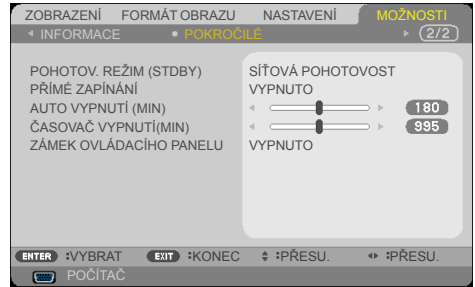 ZOBRAZENÍ FORMÁT OBRAZU NASTAVENÍ MOŽNOSTI
INFORMACE • POKROČILÉ (2/2)
POHOTOV. REŽIM (STDBY) SÍŤOVÁ POHOTOVOST
PŘÍMÉ ZAPÍNÁNÍ VYPNUTO
AUTO VYPNUTÍ (MIN) 180
ČASOVAČ VYPNUTÍ(MIN) 995
ZÁMEK OVLÁDACÍHO PANELU VYPNUTO
ENTER :VYBRAT EXIT :KONEC :PŘESU. :PŘESU.
POČÍTAČ